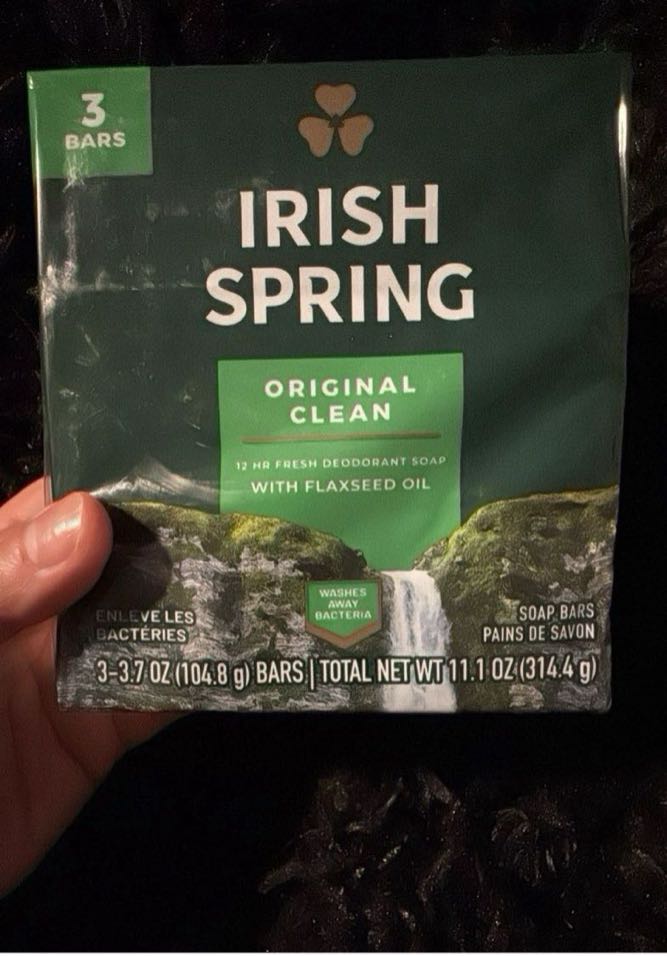 3
BARS
IRISH
SPRING
ORIGINAL
CLEAN
12 HR FRESH DEODORANT SOAP
WITH FLAXSEED OIL
WASHES
AWAY
BACTERIA
ENLEVE LES
BACTÉRIES
SOAP BARS
PAINS DE SAVON
3-3.7 OZ (104.8 g) BARS | TOTAL NET WT 11.1 OZ (314.4 g)